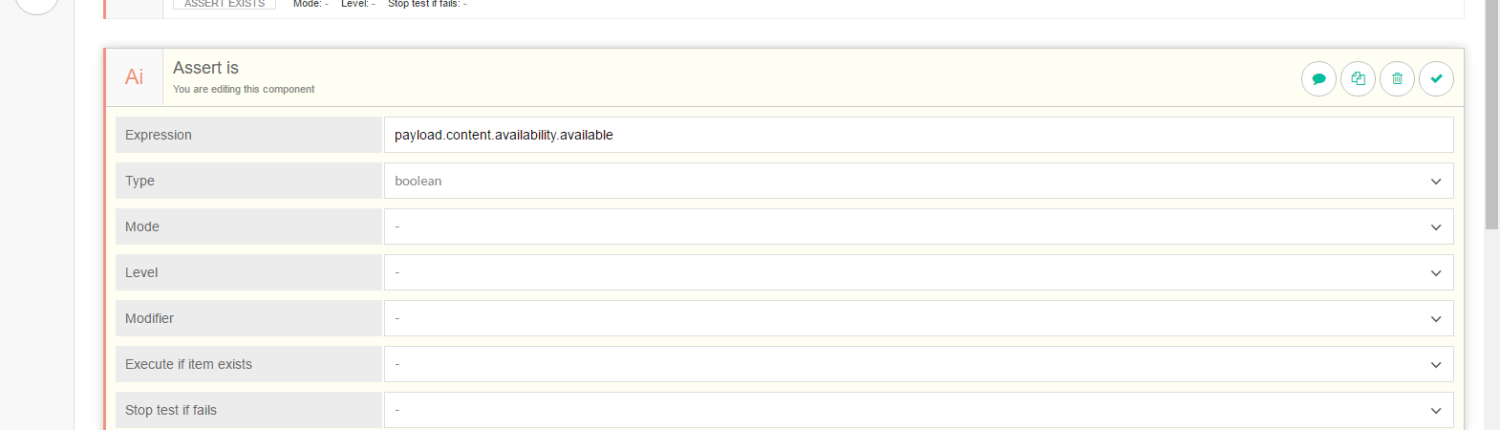 ASSERT EXISTS Mode: - Level: - Stop test if fails: -
Ai Assert is
You are editing this component
Expression payload.content.availability.available
Type boolean
Mode -
Level -
Modifier -
Execute if item exists -
Stop test if fails -